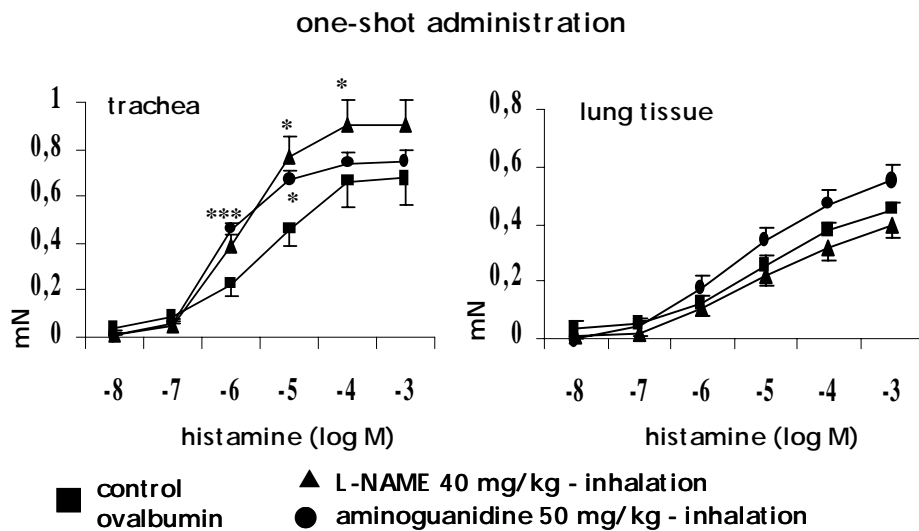 one-shot administration
trachea
1
0,8
0,6
0,4
0,2
0
mN
*
*
***
*
-8 -7 -6 -5 -4 -3
histamine (log M)
lung tissue
0,8
0,6
0,4
0,2
0
mN
-8 -7 -6 -5 -4 -3
histamine (log M)
control
ovalbumin
L-NAME 40 mg/kg - inhalation
aminoguanidine 50 mg/kg - inhalation